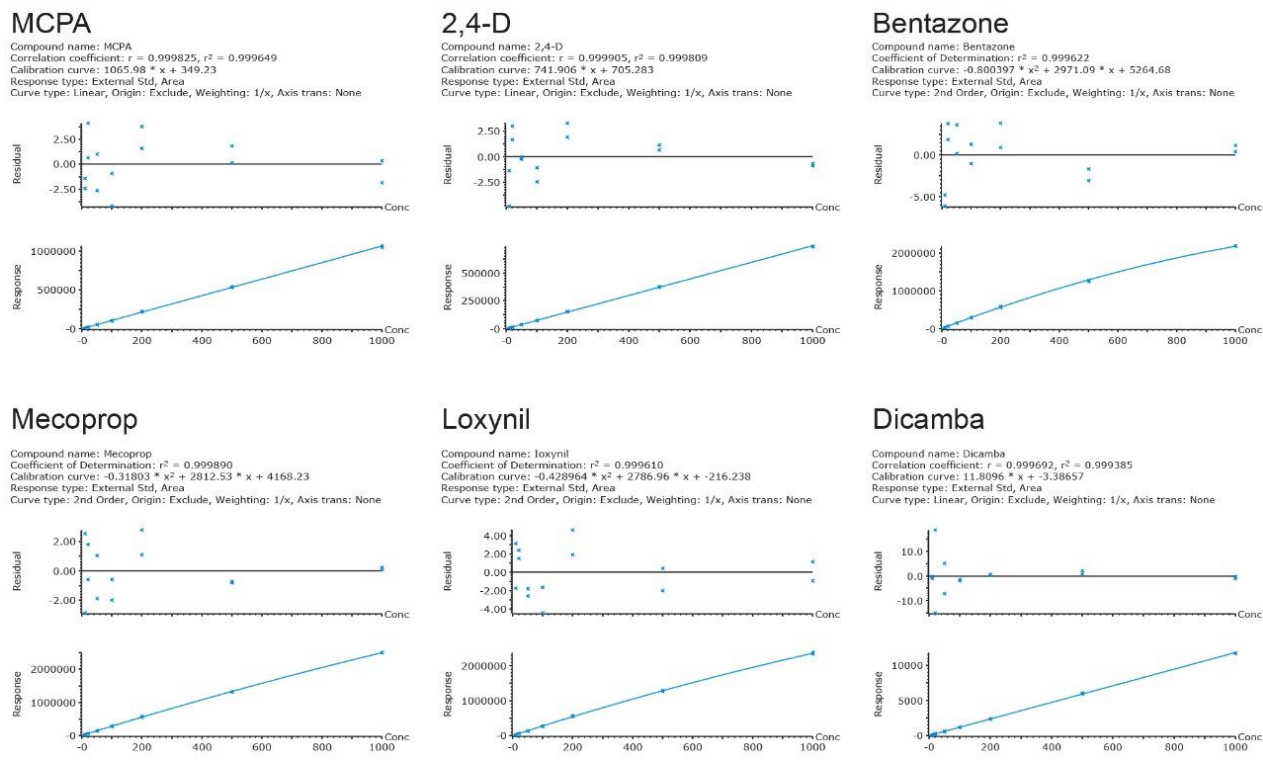 MCPA
Compound name: MCPA
Correlation coefficient: r = 0.999825, r² = 0.999649
Calibration curve: 1065.98 * x + 349.23
Response type: External Std, Area
Curve type: Linear, Origin: Exclude, Weighting: 1/x, Axis trans: None
Residual
2.50
0.00
-2.50
Conc
Response
1000000
500000
-0
Conc
-0 200 400 600 800 1000
2,4-D
Compound name: 2,4-D
Correlation coefficient: r = 0.999905, r² = 0.999809
Calibration curve: 741.906 * x + 705.283
Response type: External Std, Area
Curve type: Linear, Origin: Exclude, Weighting: 1/x, Axis trans: None
Residual
2.50
0.00
-2.50
Conc
Response
500000
250000
-0
Conc
-0 200 400 600 800 1000
Bentazone
Compound name: Bentazone
Coefficient of Determination: r² = 0.999622
Calibration curve: -0.800397 * x² + 2971.09 * x + 5264.68
Response type: External Std, Area
Curve type: 2nd Order, Origin: Exclude, Weighting: 1/x, Axis trans: None
Residual
0.00
-5.00
Conc
Response
2000000
1000000
-0
Conc
-0 200 400 600 800 1000
Mecoprop
Compound name: Mecoprop
Coefficient of Determination: r² = 0.999890
Calibration curve: -0.31803 * x² + 2812.53 * x + 4168.23
Response type: External Std, Area
Curve type: 2nd Order, Origin: Exclude, Weighting: 1/x, Axis trans: None
Residual
2.00
0.00
-2.00
Conc
Response
2000000
1000000
-0
Conc
-0 200 400 600 800 1000
Loxynil
Compound name: Ioxynil
Coefficient of Determination: r² = 0.999610
Calibration curve: -0.428964 * x² + 2786.96 * x + -216.238
Response type: External Std, Area
Curve type: 2nd Order, Origin: Exclude, Weighting: 1/x, Axis trans: None
Residual
4.00
2.00
0.00
-2.00
-4.00
Conc
Response
2000000
1000000
-0
Conc
-0 200 400 600 800 1000
Dicamba
Compound name: Dicamba
Correlation coefficient: r = 0.999692, r² = 0.999385
Calibration curve: 11.8096 * x + -3.38657
Response type: External Std, Area
Curve type: Linear, Origin: Exclude, Weighting: 1/x, Axis trans: None
Residual
10.0
0.0
-10.0
Conc
Response
10000
5000
-0
Conc
-0 200 400 600 800 1000